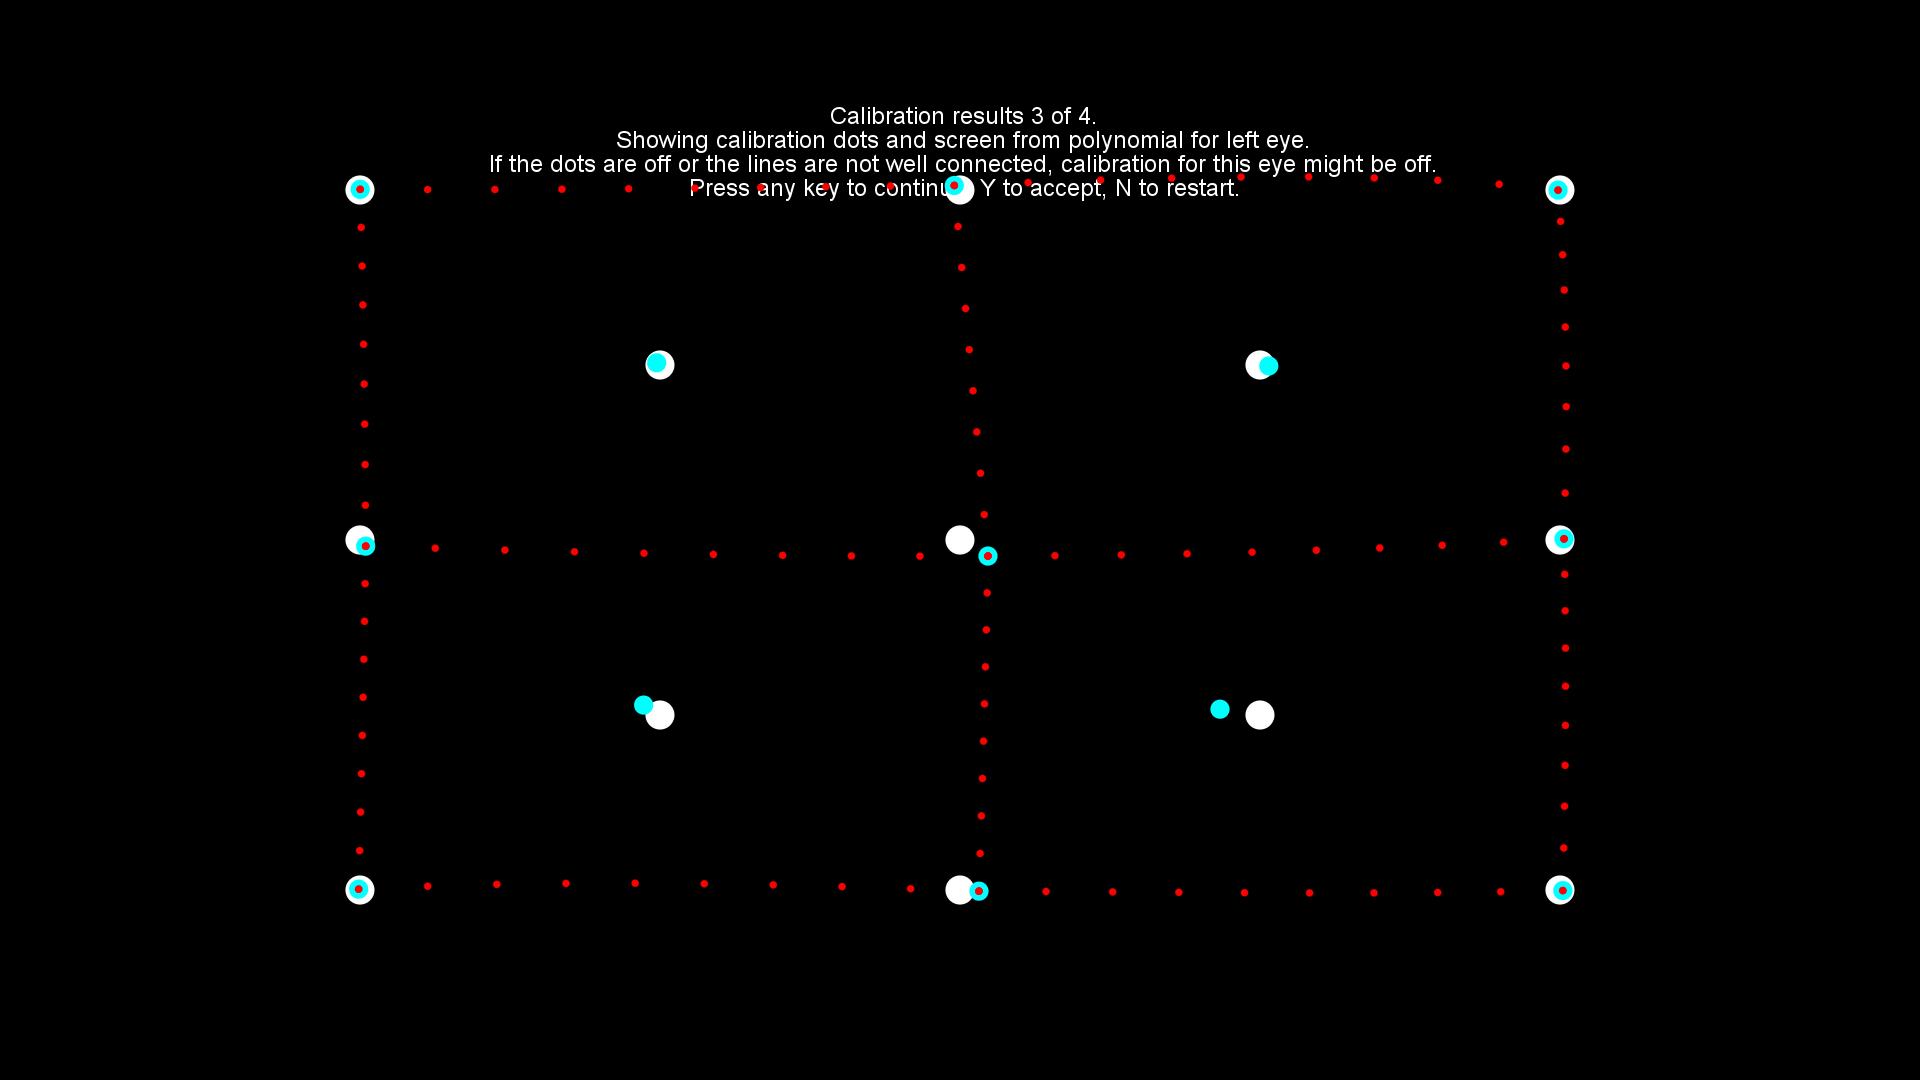 Calibration results 3 of 4.
Showing calibration dots and screen from polynomial for left eye.
If the dots are off or the lines are not well connected, calibration for this eye might be off.
Press any key to continue, Y to accept, N to restart.